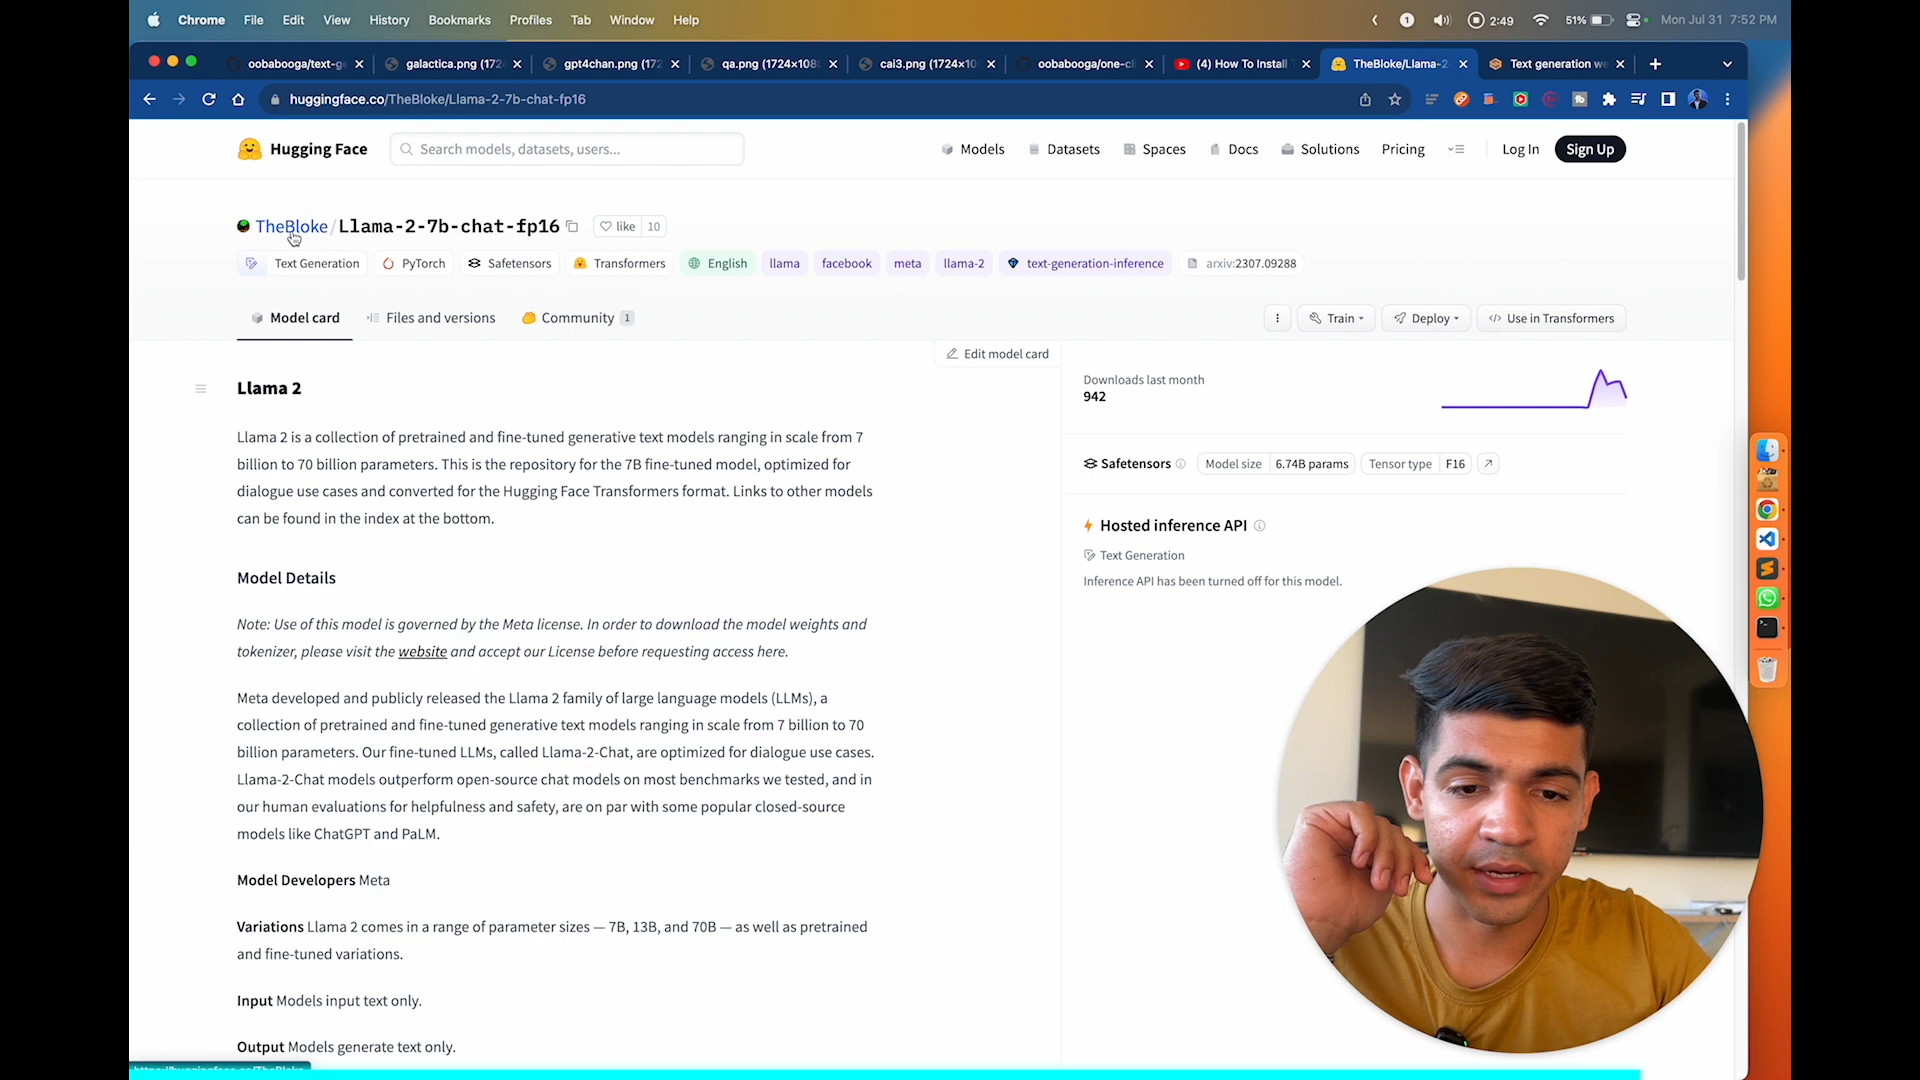 Chrome File Edit View History Bookmarks Profiles Tab Window Help
1 2:49 51% Mon Jul 31 7:52 PM
oobabooga/text-ge galactica.png (1724×10 gpt4chan.png (172 qa.png (1724×108 cai3.png (1724×10 oobabooga/one-cli (4) How To Install TheBloke/Llama-2- Text generation we
huggingface.co/TheBloke/Llama-2-7b-chat-fp16
Hugging Face Search models, datasets, users... Models Datasets Spaces Docs Solutions Pricing Log In Sign Up
TheBloke/Llama-2-7b-chat-fp16 like 10
Text Generation PyTorch Safetensors Transformers English llama facebook meta llama-2 text-generation-inference arxiv:2307.09288
Model card Files and versions Community 1 Train Deploy Use in Transformers
Edit model card
Llama 2
Llama 2 is a collection of pretrained and fine-tuned generative text models ranging in scale from 7
billion to 70 billion parameters. This is the repository for the 7B fine-tuned model, optimized for
dialogue use cases and converted for the Hugging Face Transformers format. Links to other models
can be found in the index at the bottom.
Model Details
Note: Use of this model is governed by the Meta license. In order to download the model weights and
tokenizer, please visit the website and accept our License before requesting access here.
Meta developed and publicly released the Llama 2 family of large language models (LLMs), a
collection of pretrained and fine-tuned generative text models ranging in scale from 7 billion to 70
billion parameters. Our fine-tuned LLMs, called Llama-2-Chat, are optimized for dialogue use cases.
Llama-2-Chat models outperform open-source chat models on most benchmarks we tested, and in
our human evaluations for helpfulness and safety, are on par with some popular closed-source
models like ChatGPT and PaLM.
Model Developers Meta
Variations Llama 2 comes in a range of parameter sizes — 7B, 13B, and 70B — as well as pretrained
and fine-tuned variations.
Input Models input text only.
Output Models generate text only.
Downloads last month
942
Safetensors Model size 6.74B params Tensor type F16
Hosted inference API
Text Generation
Inference API has been turned off for this model.